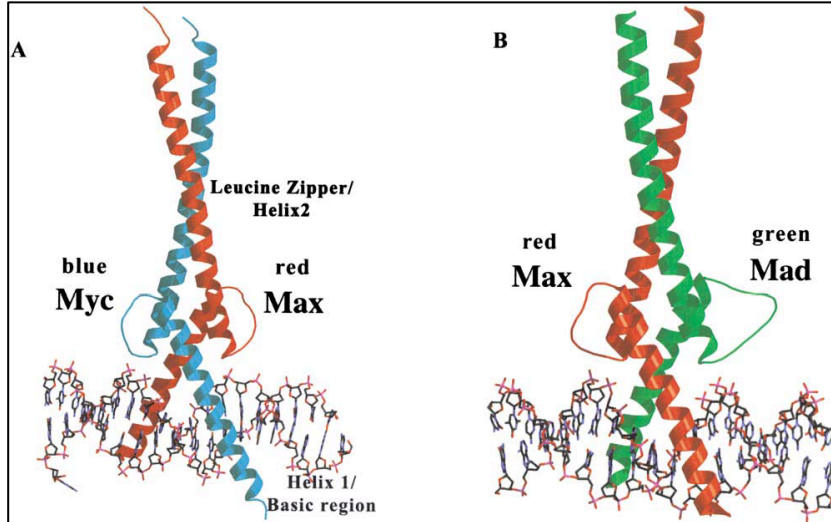 A
Leucine Zipper/
Helix2
blue
Myc
red
Max
Helix 1/
Basic region
B
red
Max
green
Mad